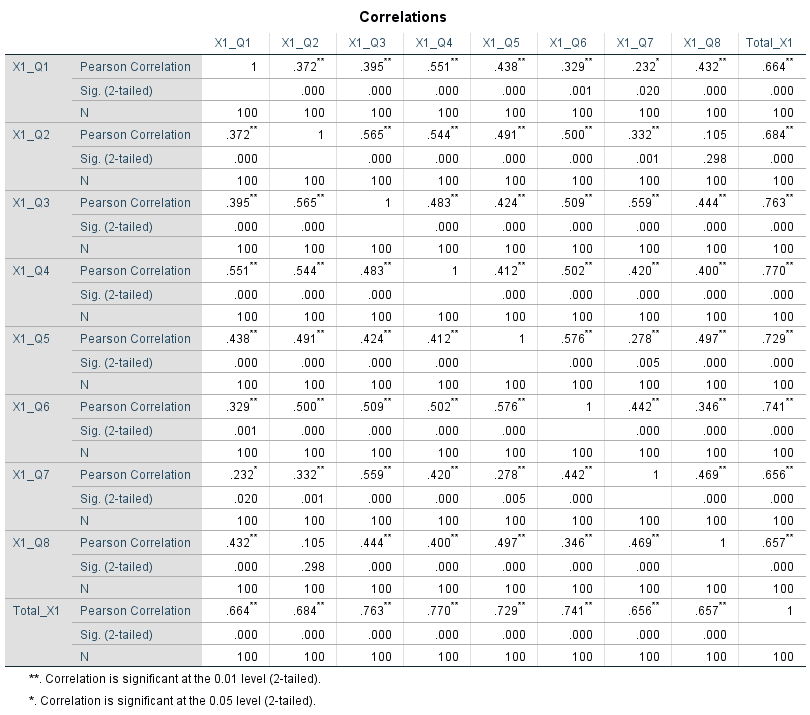 Correlations
X1_Q1 X1_Q2 X1_Q3 X1_Q4 X1_Q5 X1_Q6 X1_Q7 X1_Q8 Total_X1
X1_Q1 Pearson Correlation 1 .372** .395** .551** .438** .329** .232* .432** .664**
Sig. (2-tailed) .000 .000 .000 .000 .001 .020 .000 .000
N 100 100 100 100 100 100 100 100 100
X1_Q2 Pearson Correlation .372** 1 .565** .544** .491** .500** .332** .105 .684**
Sig. (2-tailed) .000 .000 .000 .000 .000 .001 .298 .000
N 100 100 100 100 100 100 100 100 100
X1_Q3 Pearson Correlation .395** .565** 1 .483** .424** .509** .559** .444** .763**
Sig. (2-tailed) .000 .000 .000 .000 .000 .000 .000 .000
N 100 100 100 100 100 100 100 100 100
X1_Q4 Pearson Correlation .551** .544** .483** 1 .412** .502** .420** .400** .770**
Sig. (2-tailed) .000 .000 .000 .000 .000 .000 .000 .000
N 100 100 100 100 100 100 100 100 100
X1_Q5 Pearson Correlation .438** .491** .424** .412** 1 .576** .278** .497** .729**
Sig. (2-tailed) .000 .000 .000 .000 .000 .005 .000 .000
N 100 100 100 100 100 100 100 100 100
X1_Q6 Pearson Correlation .329** .500** .509** .502** .576** 1 .442** .346** .741**
Sig. (2-tailed) .001 .000 .000 .000 .000 .000 .000 .000
N 100 100 100 100 100 100 100 100 100
X1_Q7 Pearson Correlation .232* .332** .559** .420** .278** .442** 1 .469** .656**
Sig. (2-tailed) .020 .001 .000 .000 .005 .000 .000 .000
N 100 100 100 100 100 100 100 100 100
X1_Q8 Pearson Correlation .432** .105 .444** .400** .497** .346** .469** 1 .657**
Sig. (2-tailed) .000 .298 .000 .000 .000 .000 .000 .000
N 100 100 100 100 100 100 100 100 100
Total_X1 Pearson Correlation .664** .684** .763** .770** .729** .741** .656** .657** 1
Sig. (2-tailed) .000 .000 .000 .000 .000 .000 .000 .000
N 100 100 100 100 100 100 100 100 100
**. Correlation is significant at the 0.01 level (2-tailed).
*. Correlation is significant at the 0.05 level (2-tailed).